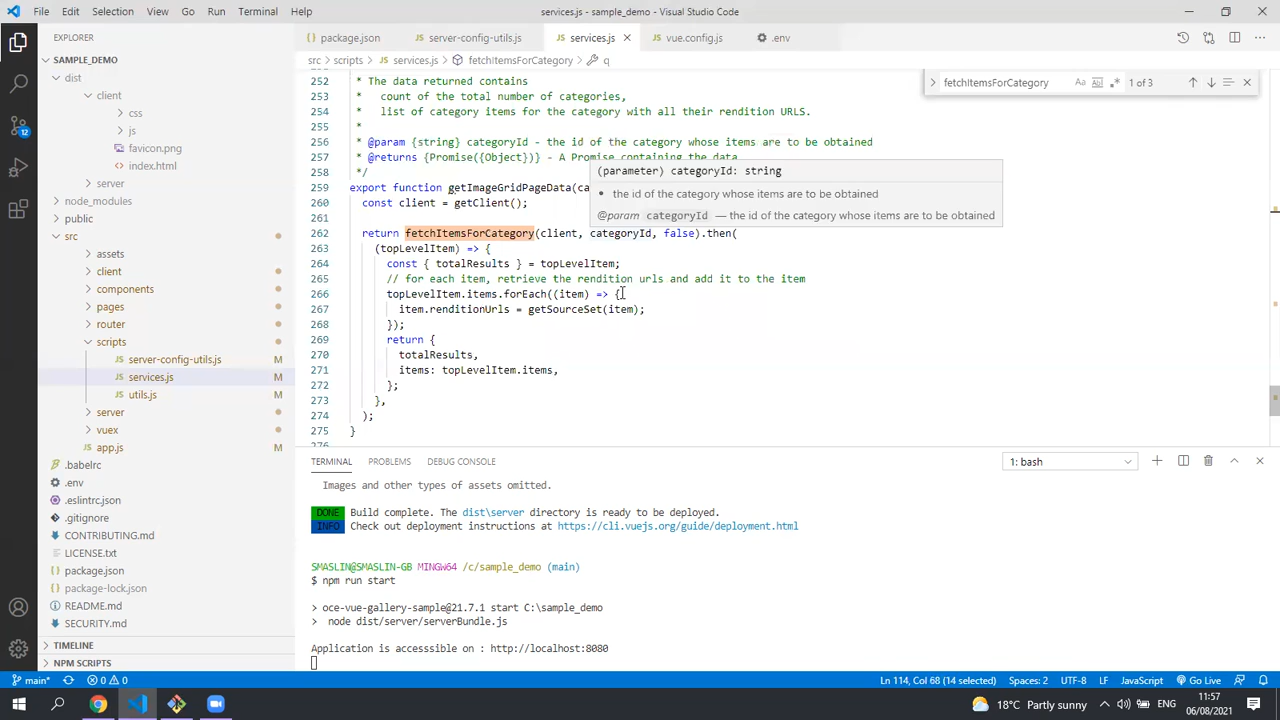 File Edit Selection View Go Run Terminal Help services.js - sample_demo - Visual Studio Code
EXPLORER
SAMPLE_DEMO
dist
client
css
js
favicon.png
index.html
server
node_modules
public
src
assets
client
components
pages
router
scripts
server-config-utils.js M
services.js M
utils.js M
server
vuex
app.js M
.babelrc
.env
.eslintrc.json
.gitignore
CONTRIBUTING.md
LICENSE.txt
package.json
package-lock.json
README.md
SECURITY.md
TIMELINE
NPM SCRIPTS
12
package.json server-config-utils.js services.js vue.config.js .env
src > scripts > services.js > fetchItemsForCategory > q
fetchItemsForCategory Aa Abl .* 1 of 3
252 * The data returned contains
253 * count of the total number of categories,
254 * list of category items for the category with all their rendition URLS.
255 *
256 * @param {string} categoryId - the id of the category whose items are to be obtained
257 * @returns {Promise({Object})} - A Promise containing the data
258 */
259 export function getImageGridPageData(ca
260 const client = getClient();
261
262 return fetchItemsForCategory(client, categoryId, false).then(
263 (topLevelItem) => {
264 const { totalResults } = topLevelItem;
265 // for each item, retrieve the rendition urls and add it to the item
266 topLevelItem.items.forEach((item) => {
267 item.renditionUrls = getSourceSet(item);
268 });
269 return {
270 totalResults,
271 items: topLevelItem.items,
272 };
273 },
274 );
275 }
276
(parameter) categoryId: string
• the id of the category whose items are to be obtained
@param categoryId — the id of the category whose items are to be obtained
TERMINAL PROBLEMS DEBUG CONSOLE 1: bash
Images and other types of assets omitted.
DONE Build complete. The dist\server directory is ready to be deployed.
INFO Check out deployment instructions at https://cli.vuejs.org/guide/deployment.html
SMASLIN@SMASLIN-GB MINGW64 /c/sample_demo (main)
$ npm run start
> oce-vue-gallery-sample@21.7.1 start C:\sample_demo
> node dist/server/serverBundle.js
Application is accesssible on : http://localhost:8080
main* 0 0 Ln 114, Col 68 (14 selected) Spaces: 2 UTF-8 LF JavaScript Go Live
18°C Partly sunny ENG 11:57
06/08/2021